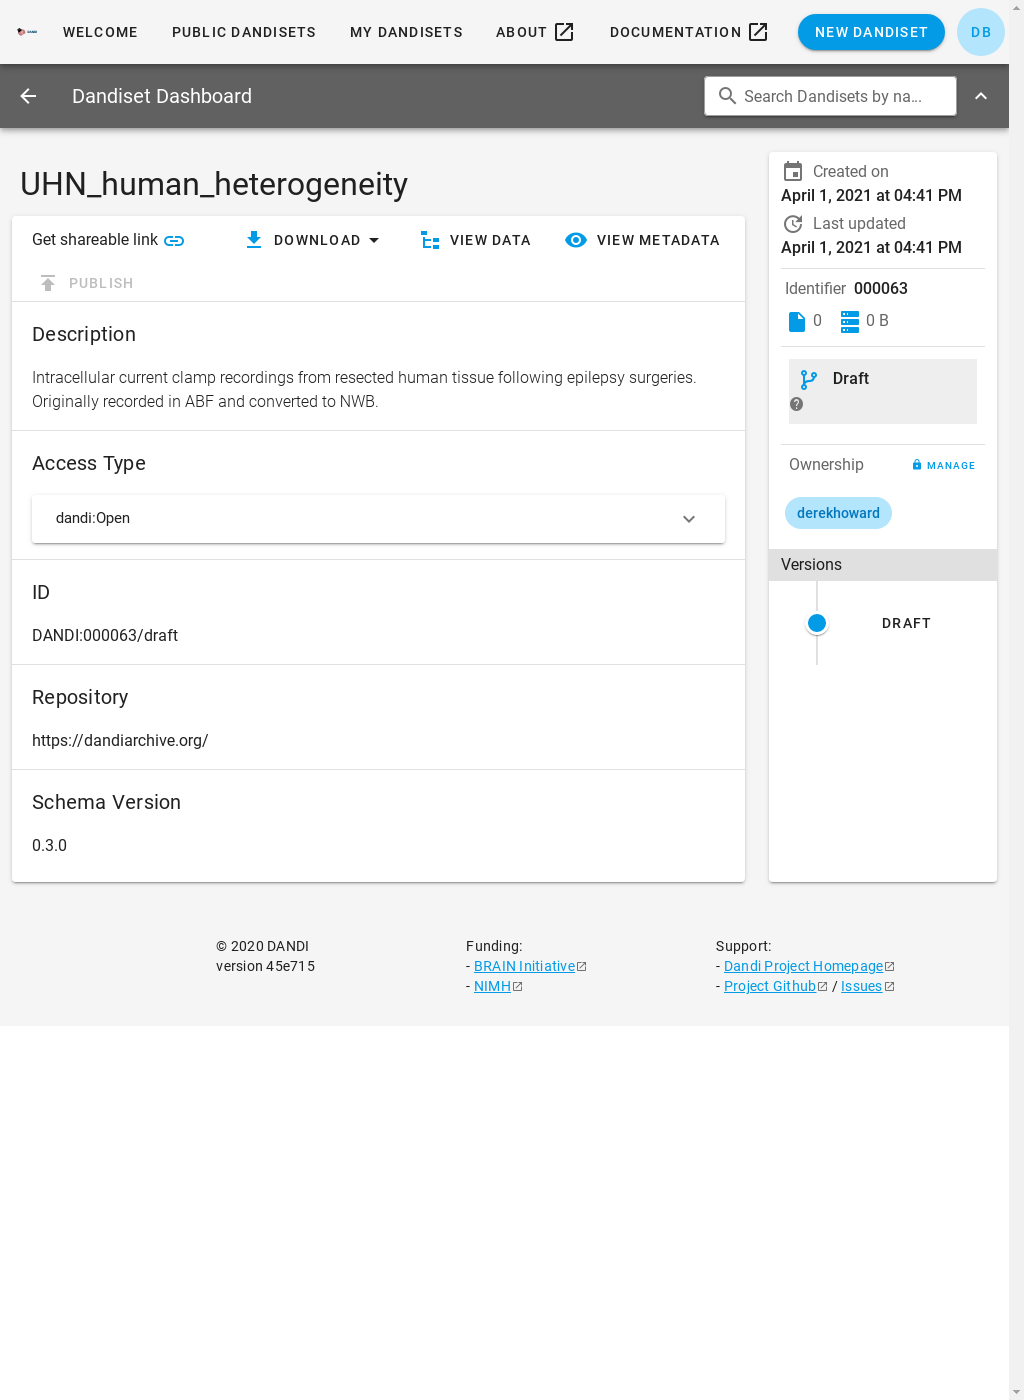 WELCOME
PUBLIC DANDISETS
MY DANDISETS
ABOUT
DOCUMENTATION
NEW DANDISET
DB
Dandiset Dashboard
Search Dandisets by na...
UHN_human_heterogeneity
Get shareable link
DOWNLOAD
VIEW DATA
VIEW METADATA
PUBLISH
Description
Intracellular current clamp recordings from resected human tissue following epilepsy surgeries.
Originally recorded in ABF and converted to NWB.
Access Type
dandi:Open
ID
DANDI:000063/draft
Repository
https://dandiarchive.org/
Schema Version
0.3.0
Created on
April 1, 2021 at 04:41 PM
Last updated
April 1, 2021 at 04:41 PM
Identifier 000063
0
0 B
Draft
Ownership
MANAGE
derekhoward
Versions
DRAFT
© 2020 DANDI
version 45e715
Funding:
- BRAIN Initiative
- NIMH
Support:
- Dandi Project Homepage
- Project Github / Issues